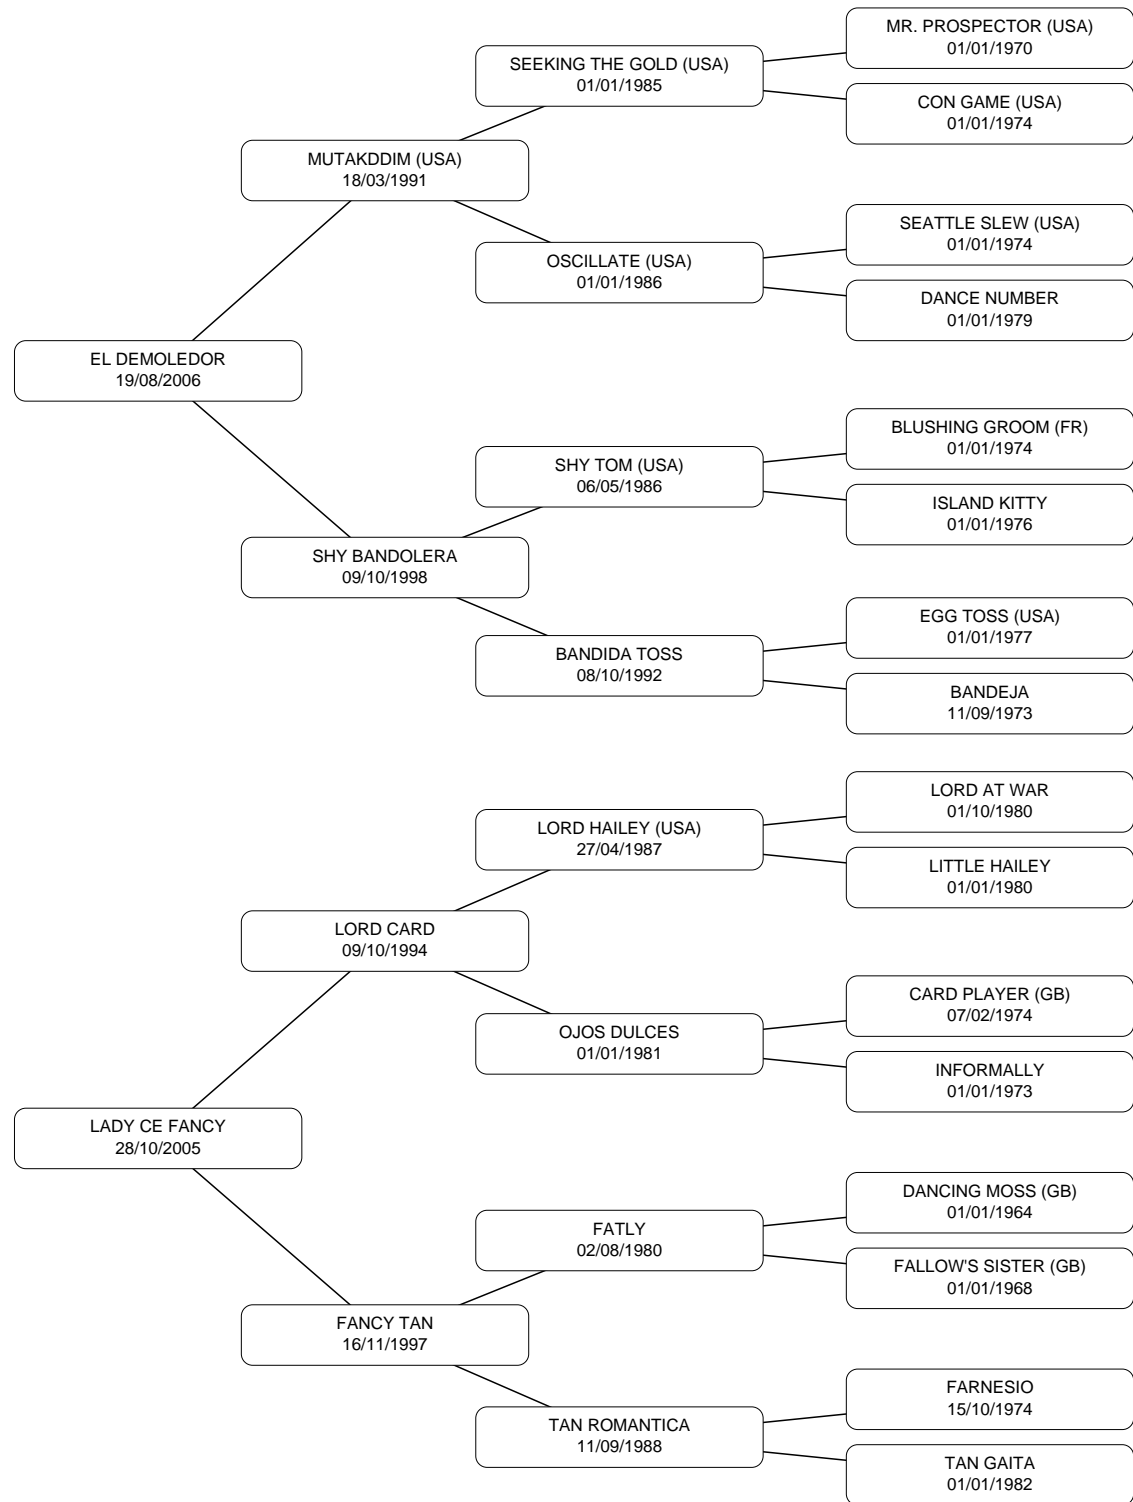 MR. PROSPECTOR (USA)
01/01/1970
SEEKING THE GOLD (USA)
01/01/1985
CON GAME (USA)
01/01/1974
MUTAKDDIM (USA)
18/03/1991
SEATTLE SLEW (USA)
01/01/1974
OSCILLATE (USA)
01/01/1986
DANCE NUMBER
01/01/1979
EL DEMOLEDOR
19/08/2006
BLUSHING GROOM (FR)
01/01/1974
SHY TOM (USA)
06/05/1986
ISLAND KITTY
01/01/1976
SHY BANDOLERA
09/10/1998
EGG TOSS (USA)
01/01/1977
BANDIDA TOSS
08/10/1992
BANDEJA
11/09/1973
LORD AT WAR
01/10/1980
LORD HAILEY (USA)
27/04/1987
LITTLE HAILEY
01/01/1980
LORD CARD
09/10/1994
CARD PLAYER (GB)
07/02/1974
OJOS DULCES
01/01/1981
INFORMALLY
01/01/1973
LADY CE FANCY
28/10/2005
DANCING MOSS (GB)
01/01/1964
FATLY
02/08/1980
FALLOW'S SISTER (GB)
01/01/1968
FANCY TAN
16/11/1997
FARNESIO
15/10/1974
TAN ROMANTICA
11/09/1988
TAN GAITA
01/01/1982